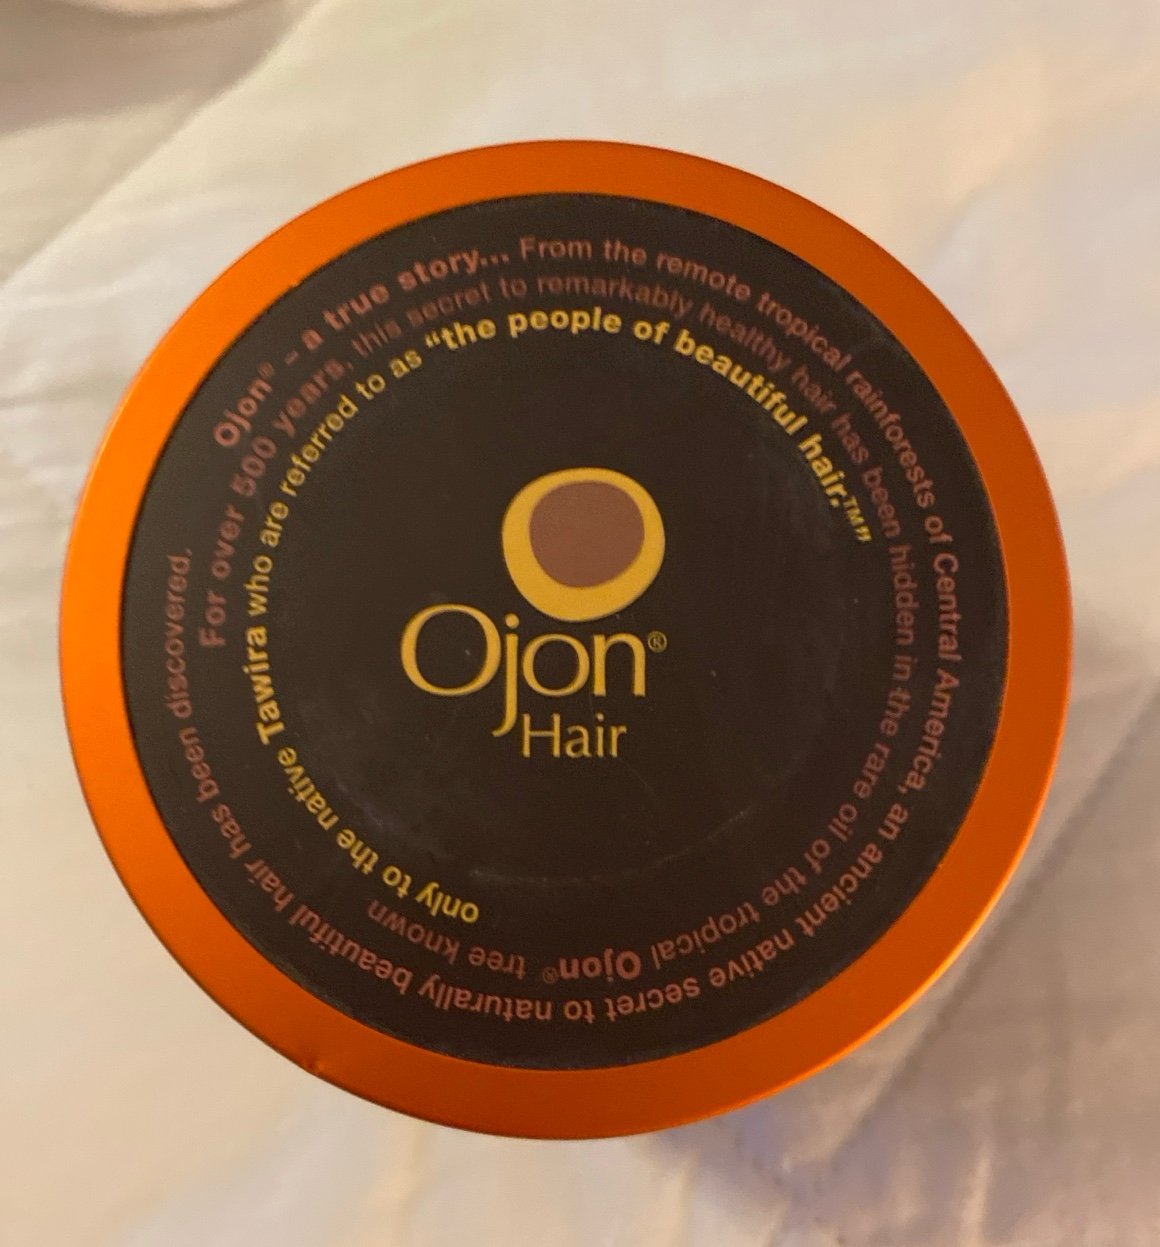 Ojon® – a true story... From the remote tropical rainforests of Central America, an ancient native secret to naturally beautiful hair has been discovered.
For over 500 years, this secret to remarkably healthy hair has been hidden in the rare oil of the tropical Ojon® tree known
only to the native Tawira who are referred to as “the people of beautiful hair.™”
Ojon®
Hair